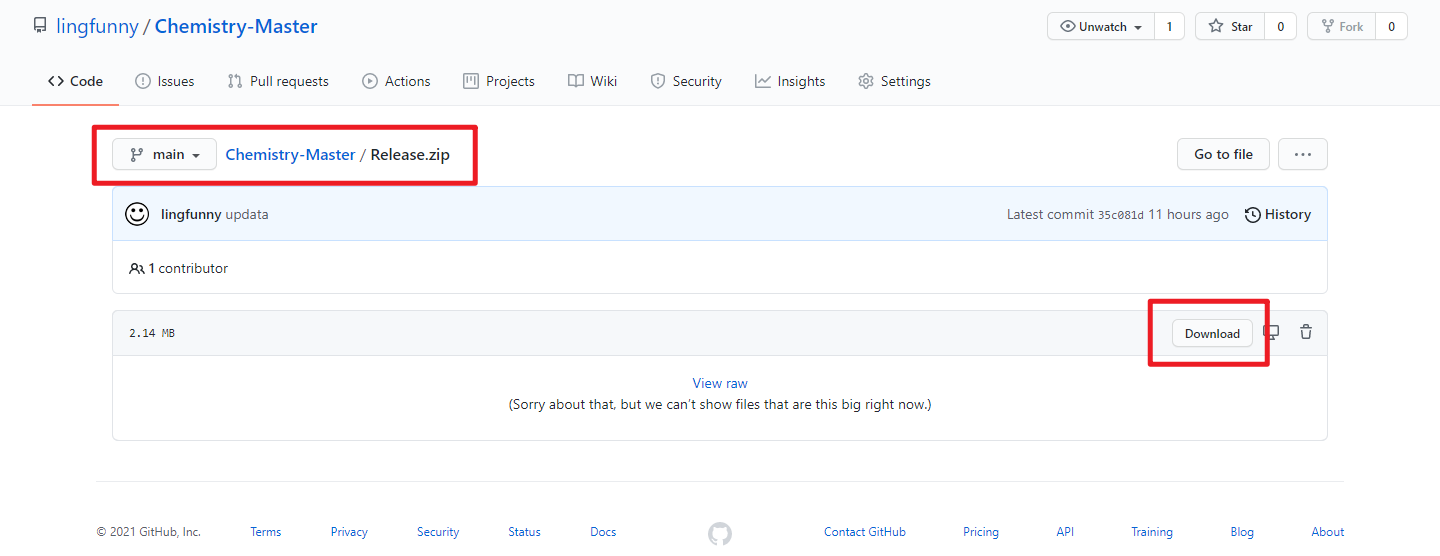 lingfunny / Chemistry-Master
Unwatch 1 Star 0 Fork 0
Code Issues Pull requests Actions Projects Wiki Security Insights Settings
main Chemistry-Master / Release.zip Go to file ...
lingfunny updata Latest commit 35c081d 11 hours ago History
1 contributor
2.14 MB Download
View raw
(Sorry about that, but we can't show files that are this big right now.)
© 2021 GitHub, Inc. Terms Privacy Security Status Docs Contact GitHub Pricing API Training Blog About